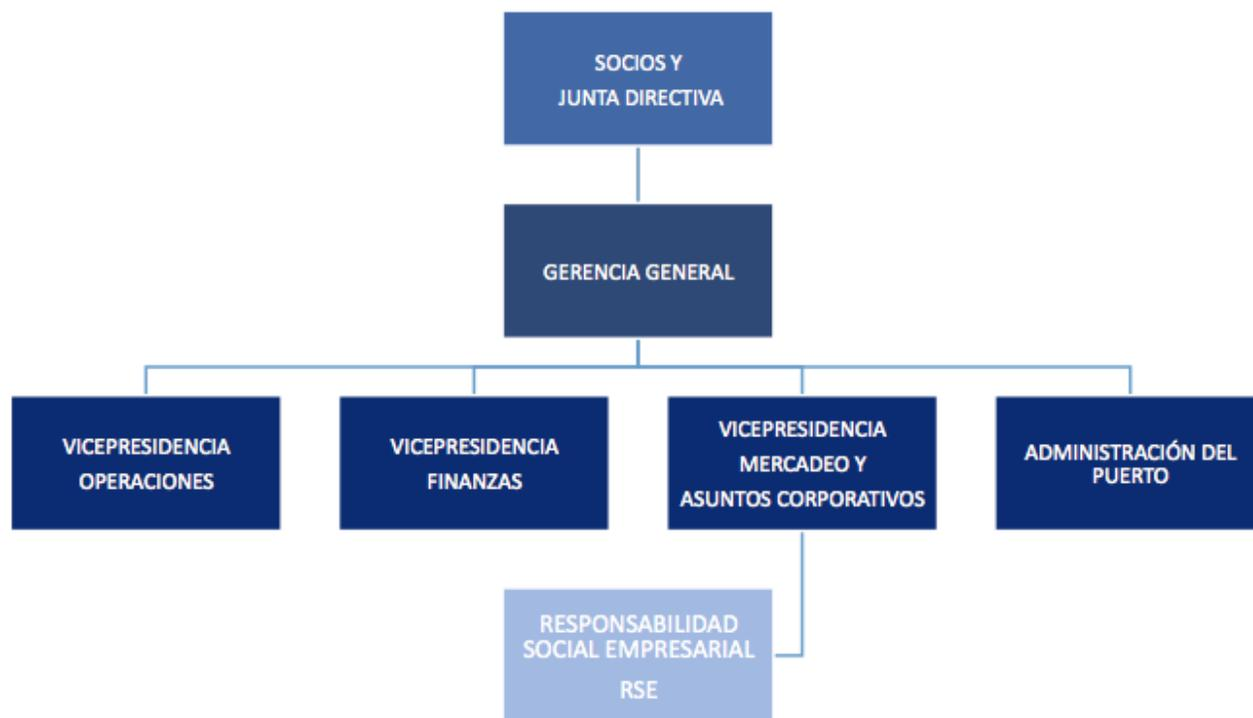 SOCIOS Y
JUNTA DIRECTIVA
GERENCIA GENERAL
VICEPRESIDENCIA
OPERACIONES
VICEPRESIDENCIA
FINANZAS
VICEPRESIDENCIA
MERCADEO Y
ASUNTOS CORPORATIVOS
ADMINISTRACIÓN DEL
PUERTO
RESPONSABILIDAD
SOCIAL EMPRESARIAL
RSE